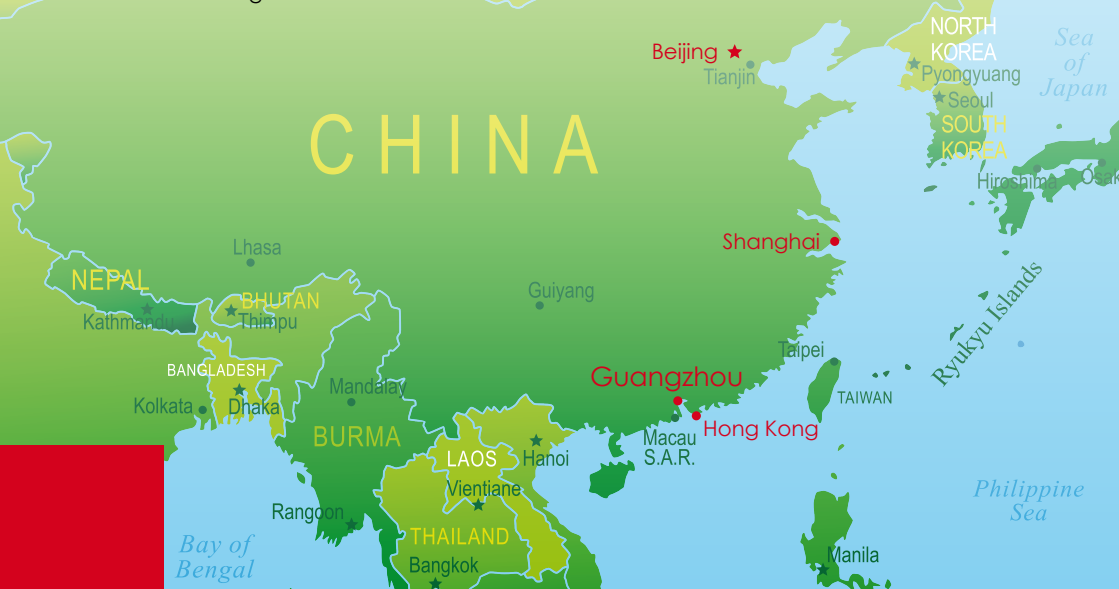 NORTH
KOREA
Sea
of
Japan
Beijing
Tianjin
Pyongyuang
Seoul
SOUTH
KOREA
CHINA
Hiroshima
Osak
Shanghai
Lhasa
NEPAL
BHUTAN
Guiyang
Kathmandu
Thimpu
Ryukyu Islands
Taipei
BANGLADESH
Guangzhou
Mandalay
TAIWAN
Kolkata
Dhaka
Hong Kong
BURMA
Macau
S.A.R.
LAOS
Hanoi
Vientiane
Philippine
Sea
Rangoon
THAILAND
Bay of
Bengal
Manila
Bangkok